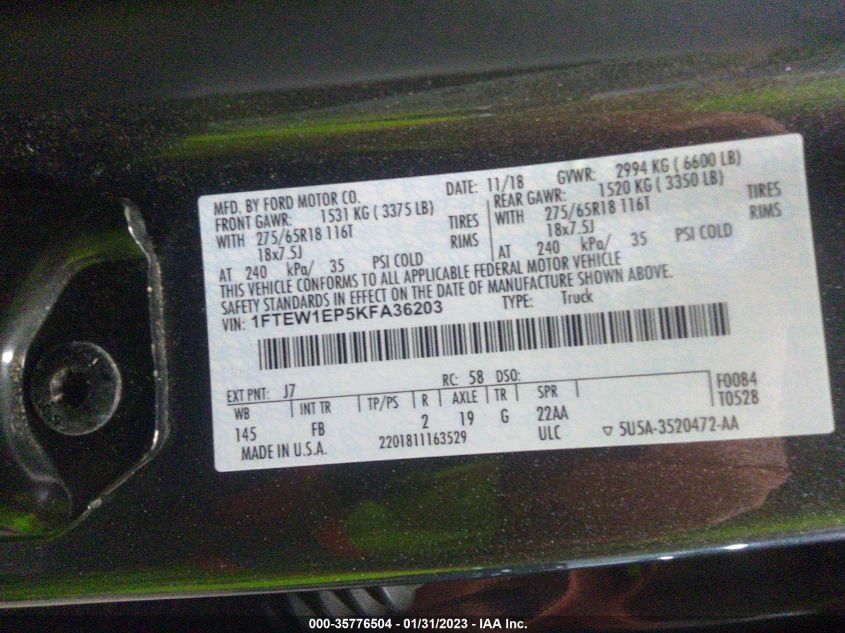 MFD. BY FORD MOTOR CO.
DATE: 11/18 GVWR: 2994 KG ( 6600 LB)
FRONT GAWR: 1531 KG ( 3375 LB)
REAR GAWR: 1520 KG ( 3350 LB)
WITH 275/65R18 116T TIRES
WITH 275/65R18 116T TIRES
18x7.5J RIMS
18x7.5J RIMS
AT 240 kPa/ 35 PSI COLD
AT 240 kPa/ 35 PSI COLD
THIS VEHICLE CONFORMS TO ALL APPLICABLE FEDERAL MOTOR VEHICLE
SAFETY STANDARDS IN EFFECT ON THE DATE OF MANUFACTURE SHOWN ABOVE.
VIN: 1FTEW1EP5KFA36203 TYPE: Truck
EXT PNT: J7 RC: 58 DSO: F0084
WB INT TR TP/PS R AXLE TR SPR T0528
145 FB 2 19 G 22AA
MADE IN U.S.A. 2201811163529 ULC ▽ 5U5A-3520472-AA
000-35776504 / 01/31/2023 - IAA Inc.